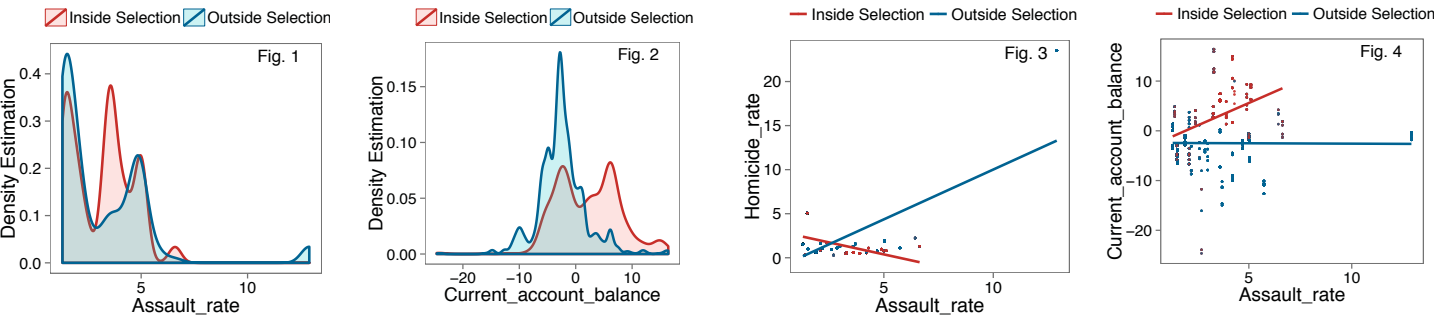 Inside Selection Outside Selection
Fig. 1
Density Estimation
0.4
0.3
0.2
0.1
0.0
5 10
Assault_rate
Inside Selection Outside Selection
Fig. 2
Density Estimation
0.15
0.10
0.05
0.00
−20 −10 0 10
Current_account_balance
Inside Selection Outside Selection
Fig. 3
Homicide_rate
20
15
10
5
0
5 10
Assault_rate
Inside Selection Outside Selection
Fig. 4
Current_account_balance
10
0
−10
−20
5 10
Assault_rate